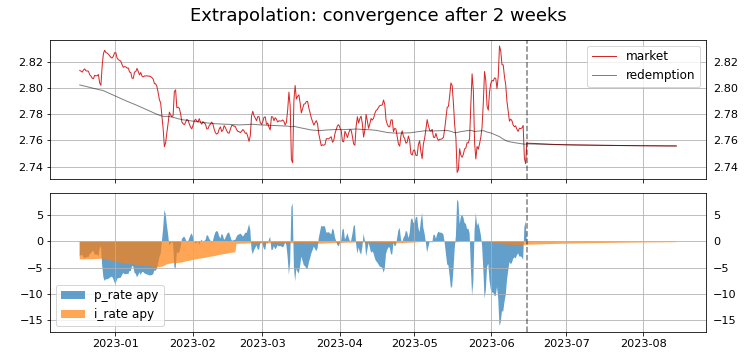 Extrapolation: convergence after 2 weeks
2.82 2.82
2.80 2.80
2.78 2.78
2.76 2.76
2.74 2.74
market
redemption
5 5
0 0
−5 −5
−10 −10
−15 −15
p_rate apy
i_rate apy
2023-01 2023-02 2023-03 2023-04 2023-05 2023-06 2023-07 2023-08